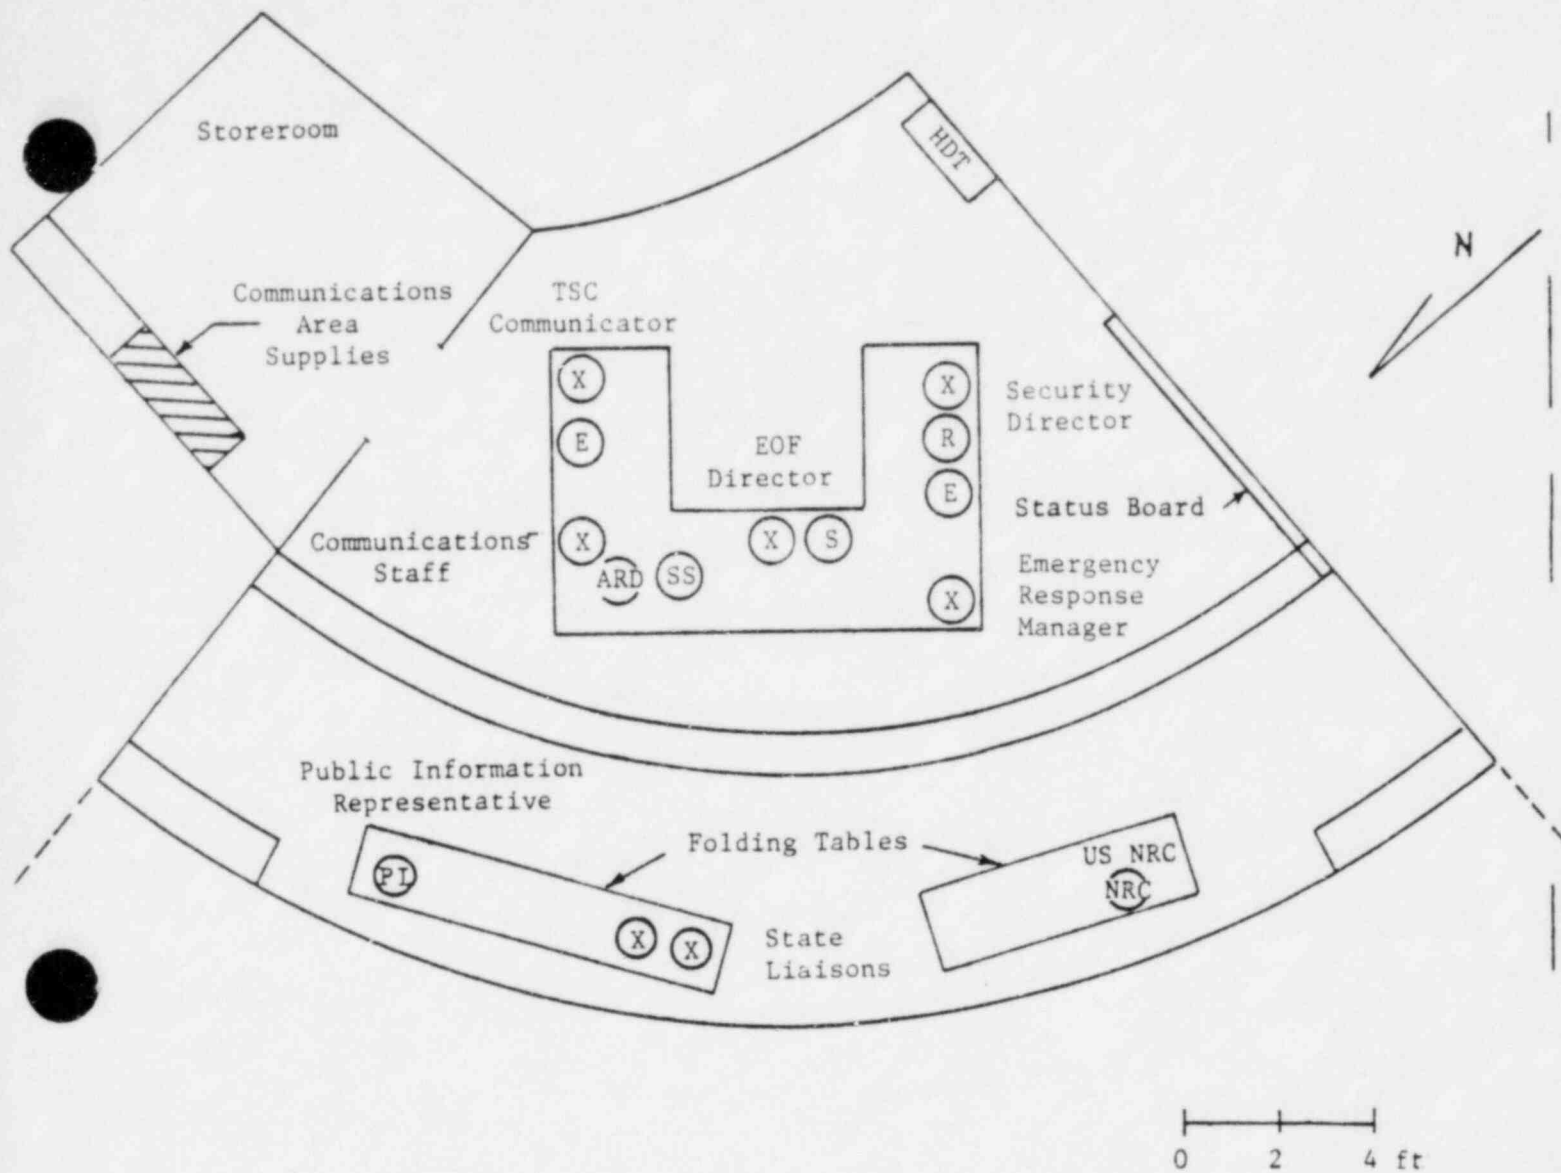 Storeroom
HDT
N
Communications
Area
Supplies
TSC
Communicator
X
E
X
ARD
SS
EOF
Director
X
S
X
R
E
X
Security
Director
Status Board
Communications
Staff
Emergency
Response
Manager
Public Information
Representative
PI
Folding Tables
X
X
State
Liaisons
US NRC
NRC
0 2 4 ft